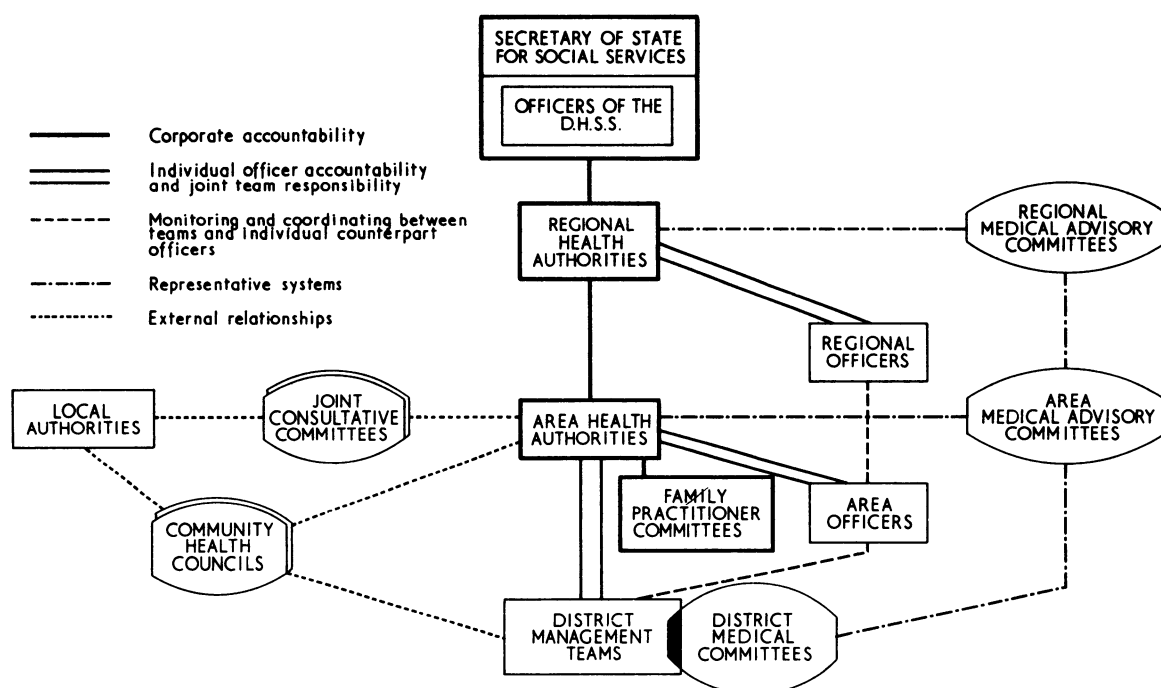 SECRETARY OF STATE
FOR SOCIAL SERVICES
OFFICERS OF THE
D.H.S.S.
Corporate accountability
Individual officer accountability
and joint team responsibility
Monitoring and coordinating between
teams and individual counterpart
officers
Representative systems
External relationships
REGIONAL
HEALTH
AUTHORITIES
REGIONAL
MEDICAL ADVISORY
COMMITTEES
REGIONAL
OFFICERS
LOCAL
AUTHORITIES
JOINT
CONSULTATIVE
COMMITTEES
AREA HEALTH
AUTHORITIES
AREA
MEDICAL ADVISORY
COMMITTEES
FAMILY
PRACTITIONER
COMMITTEES
AREA
OFFICERS
COMMUNITY
HEALTH
COUNCILS
DISTRICT
MANAGEMENT
TEAMS
DISTRICT
MEDICAL
COMMITTEES